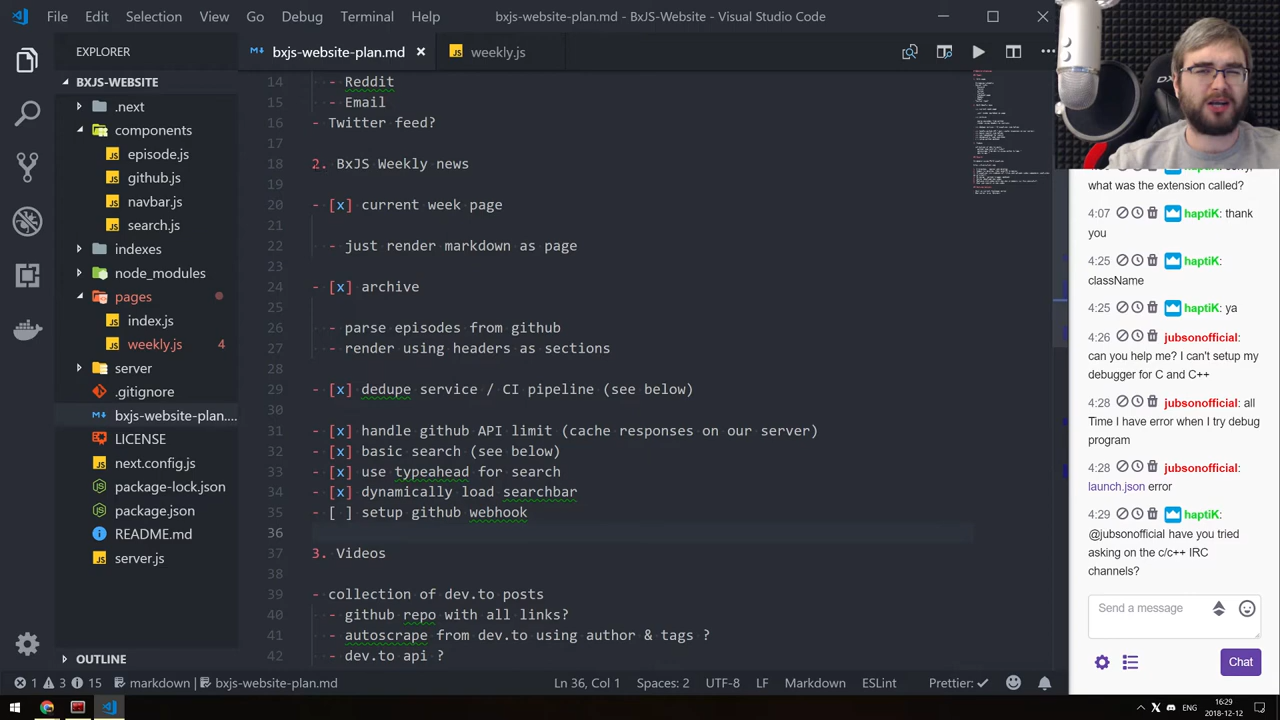 File Edit Selection View Go Debug Terminal Help
bxjs-website-plan.md - BxJS-Website - Visual Studio Code
EXPLORER
BXJS-WEBSITE
.next
components
episode.js
github.js
navbar.js
search.js
indexes
node_modules
pages
index.js
weekly.js 4
server
.gitignore
bxjs-website-plan....
LICENSE
next.config.js
package-lock.json
package.json
README.md
server.js
OUTLINE
bxjs-website-plan.md
weekly.js
14 - Reddit
15 - Email
16 - Twitter feed?
17
18 2. BxJS Weekly news
19
20 - [x] current week page
21
22 - just render markdown as page
23
24 - [x] archive
25
26 - parse episodes from github
27 - render using headers as sections
28
29 - [x] dedupe service / CI pipeline (see below)
30
31 - [x] handle github API limit (cache responses on our server)
32 - [x] basic search (see below)
33 - [x] use typeahead for search
34 - [x] dynamically load searchbar
35 - [ ] setup github webhook
36
37 3. Videos
38
39 - collection of dev.to posts
40 - github repo with all links?
41 - autoscrape from dev.to using author & tags ?
42 - dev.to api ?
what was the extension called?
4:07 haptiK: thank
you
4:25 haptiK:
className
4:25 haptiK: ya
4:26 jubsonofficial:
can you help me? I can't setup my
debugger for C and C++
4:28 jubsonofficial: all
Time I have error when I try debug
program
4:28 jubsonofficial:
launch.json error
4:29 haptiK:
@jubsonofficial have you tried
asking on the c/c++ IRC
channels?
Send a message
Chat
1 3 15 markdown bxjs-website-plan.md
Ln 36, Col 1 Spaces: 2 UTF-8 LF Markdown ESLint Prettier: ✓
ENG
16:29
2018-12-12